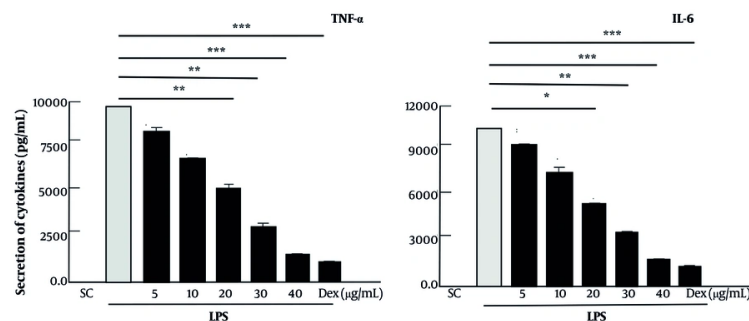 TNF-α
***
***
**
**
Secretion of cytokines (pg/mL)
10000
7500
5000
2500
0.0
SC
5 10 20 30 40 Dex (μg/mL)
LPS
IL-6
***
***
**
*
12000
9000
6000
3000
0.0
SC
5 10 20 30 40 Dex (μg/mL)
LPS